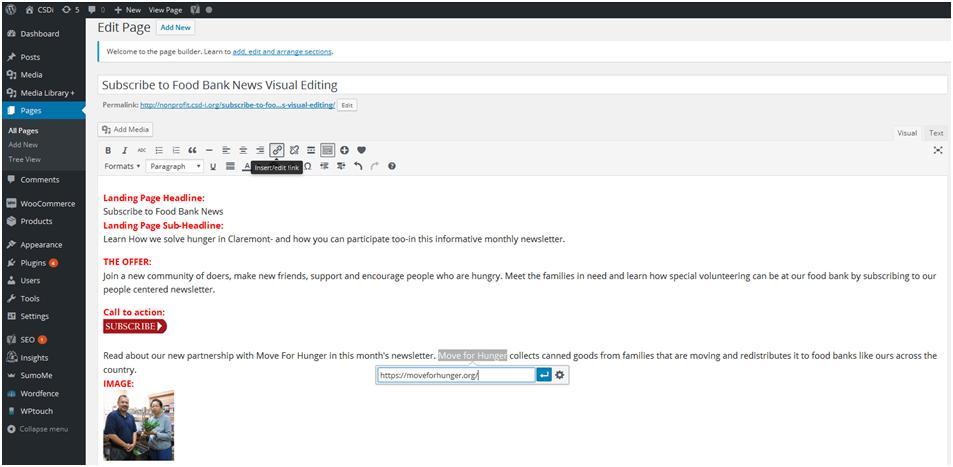 CSDi 5 0 New View Page
Dashboard
Posts
Media
Media Library +
Pages
All Pages
Add New
Tree View
Comments
WooCommerce
Products
Appearance
Plugins 4
Users
Tools
Settings
SEO 1
Insights
SumoMe
Wordfence
WPtouch
Collapse menu
Edit Page Add New
Welcome to the page builder. Learn to add, edit and arrange sections.
Subscribe to Food Bank News Visual Editing
Permalink: http://nonprofit.csd-i.org/subscribe-to-foo...s-visual-editing/ Edit
Add Media Visual Text
B I ABC
Formats Paragraph U A Ω
Insert/edit link
Landing Page Headline:
Subscribe to Food Bank News
Landing Page Sub-Headline:
Learn How we solve hunger in Claremont- and how you can participate too-in this informative monthly newsletter.
THE OFFER:
Join a new community of doers, make new friends, support and encourage people who are hungry. Meet the families in need and learn how special volunteering can be at our food bank by subscribing to our
people centered newsletter.
Call to action:
SUBSCRIBE
Read about our new partnership with Move For Hunger in this month's newsletter. Move for Hunger collects canned goods from families that are moving and redistributes it to food banks like ours across the
country.
https://moveforhunger.org/
IMAGE: